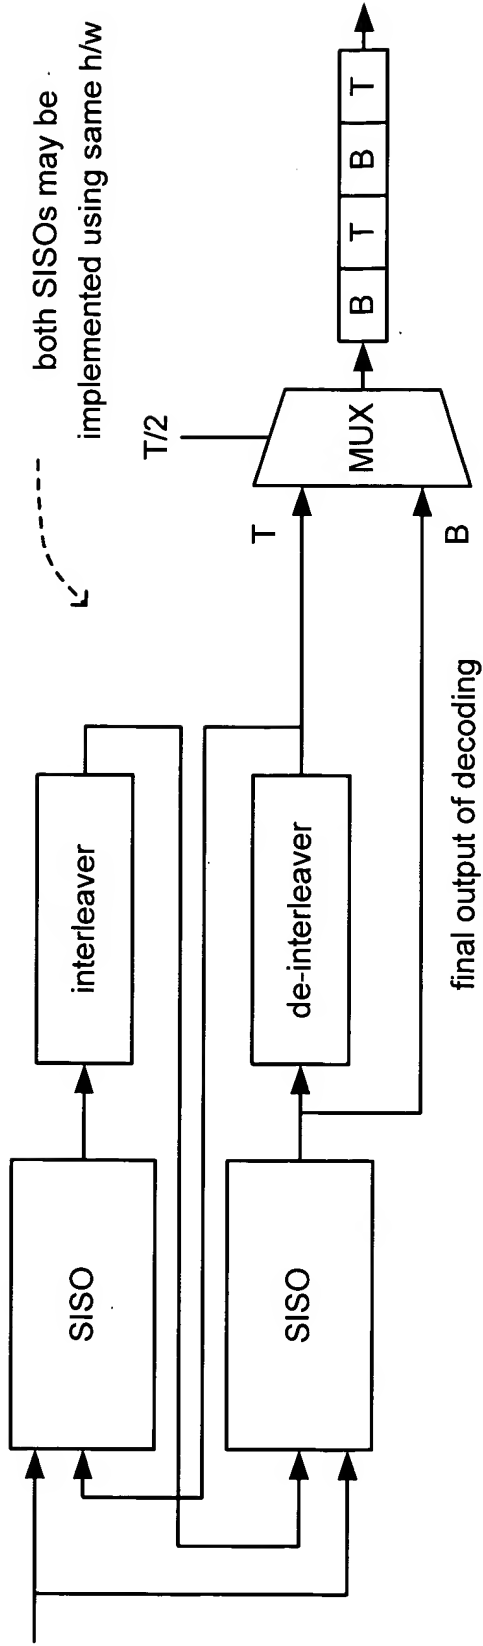 both SISOs may be
implemented using same h/w
SISO
interleaver
SISO
de-interleaver
T/2
T
B
MUX
B T B T
final output of decoding